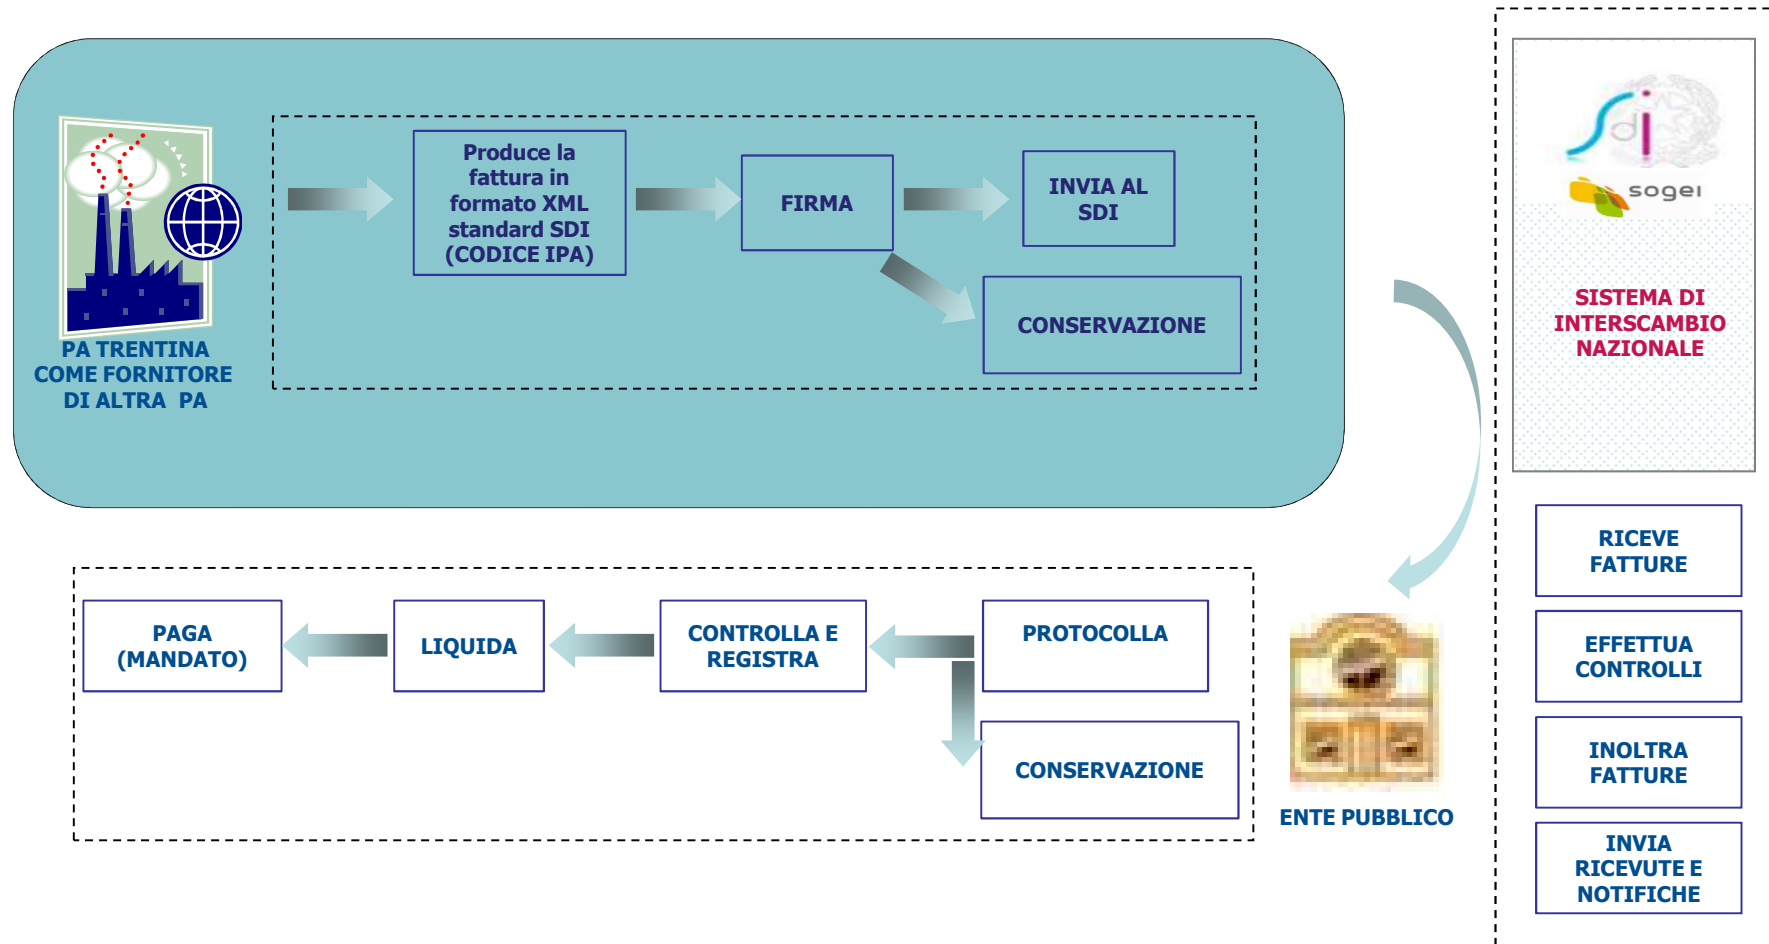 PA TRENTINA
COME FORNITORE
DI ALTRA PA
Produce la
fattura in
formato XML
standard SDI
(CODICE IPA)
FIRMA
INVIA AL
SDI
CONSERVAZIONE
Sdi
sogei
SISTEMA DI
INTERSCAMBIO
NAZIONALE
RICEVE
FATTURE
EFFETTUA
CONTROLLI
INOLTRA
FATTURE
INVIA
RICEVUTE E
NOTIFICHE
PAGA
(MANDATO)
LIQUIDA
CONTROLLA E
REGISTRA
PROTOCOLLA
CONSERVAZIONE
ENTE PUBBLICO